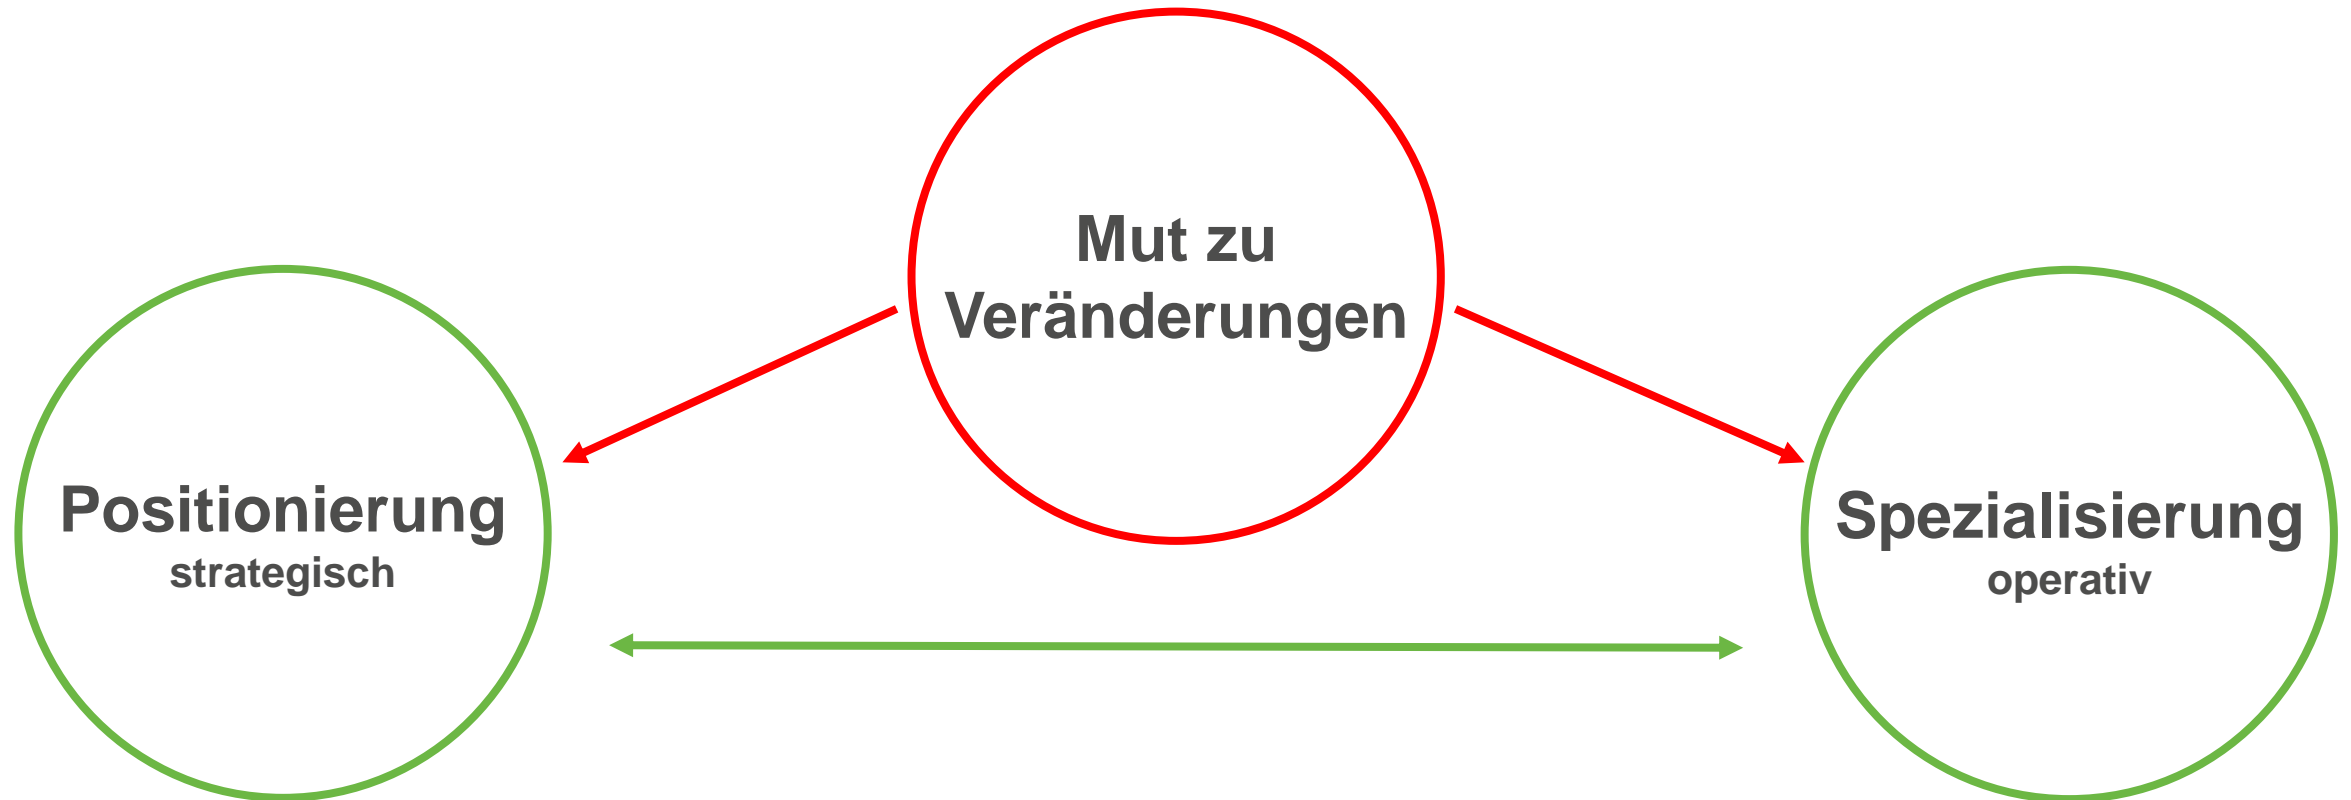 Mut zu
Veränderungen
Positionierung
strategisch
Spezialisierung
operativ